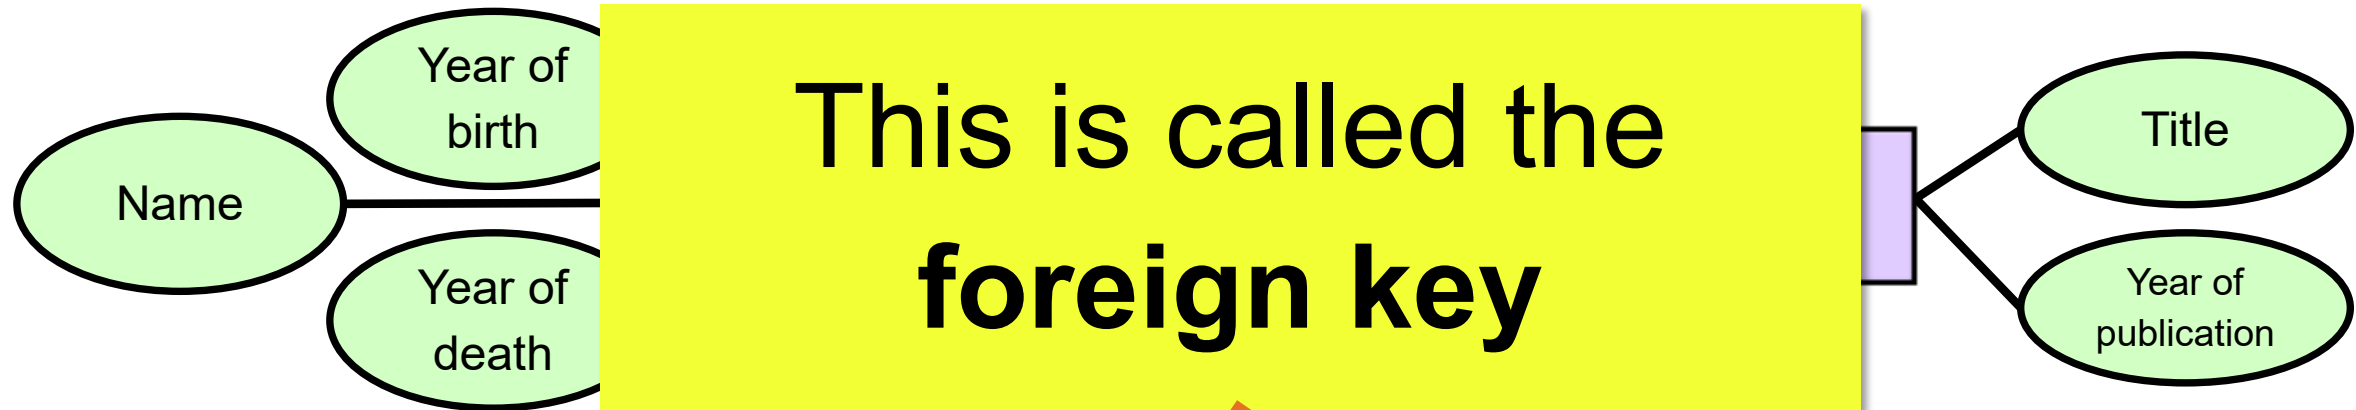 Name
Year of
birth
Year of
death
This is called the
foreign key
Title
Year of
publication